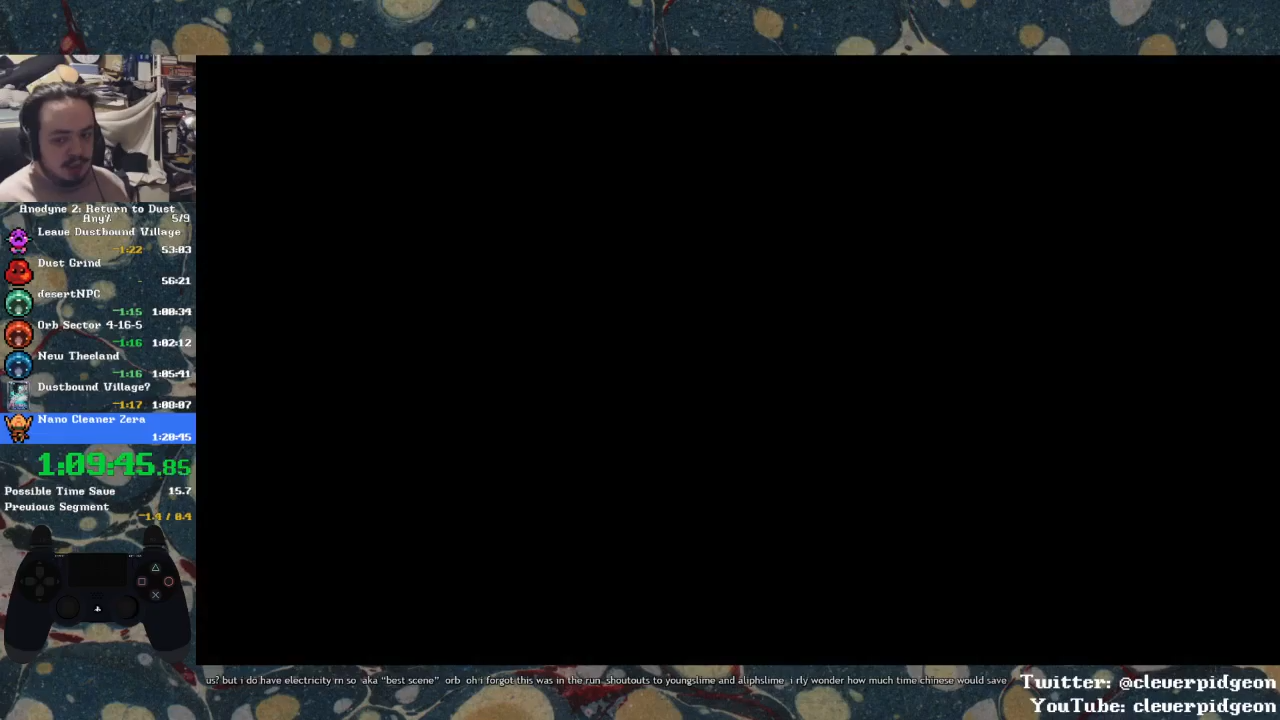 Anodyne 2: Return to Dust
Any% 5/9
Leave Dustbound Village
-1:22 53:03
Dust Grind
- 56:21
desertNPC
-1:15 1:00:34
Orb Sector 4-16-5
-1:16 1:02:12
New Theeland
-1:16 1:05:41
Dustbound Village?
-1:17 1:08:07
Nano Cleaner Zera
1:20:45
1:09:45.85
Possible Time Save 15.7
Previous Segment
-1.4 / 0.4
us? but i do have electricity rn so aka “best scene” orb oh i forgot this was in the run shoutouts to youngslime and aliphslime i rly wonder how much time chinese would save
Twitter: @cleverpidgeon
YouTube: cleverpidgeon